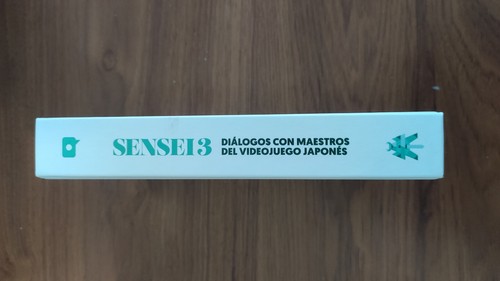 SENSEI 3
DIÁLOGOS CON MAESTROS
DEL VIDEOJUEGO JAPONÉS